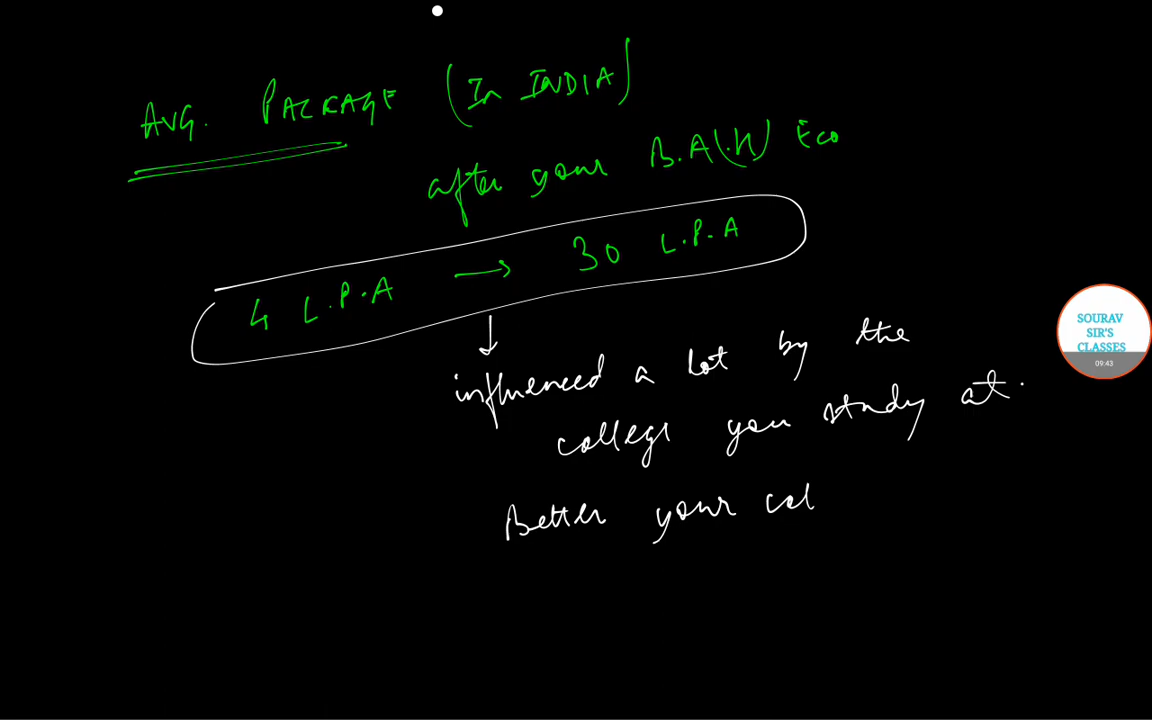 AVG. PACKAGE (In INDIA)
after your B.A(H) Eco
4 L.P.A → 30 L.P.A
influenced a lot by the
college you study at.
Better your col
SOURAV
SIR'S
CLASSES
09:43